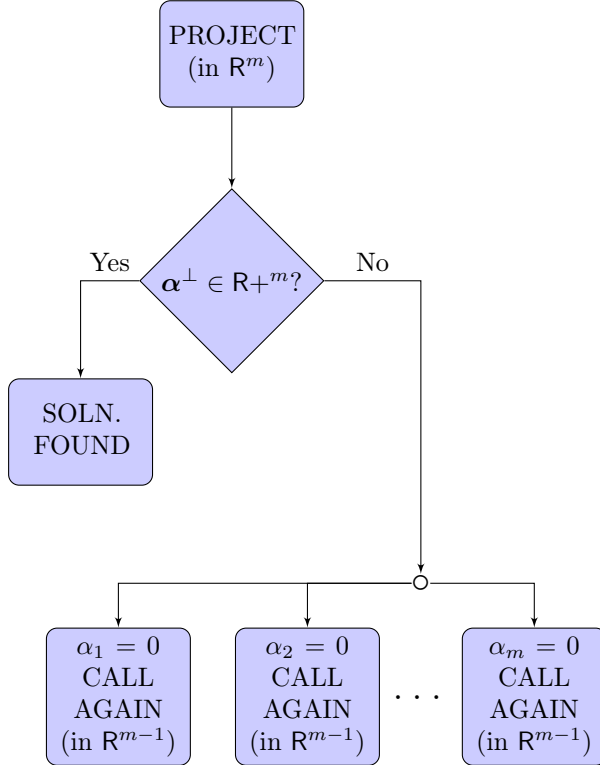 PROJECT
(in R^m)
α^⊥ ∈ R+^m?
Yes
No
SOLN.
FOUND
α_1 = 0
CALL
AGAIN
(in R^{m−1})
α_2 = 0
CALL
AGAIN
(in R^{m−1})
. . .
α_m = 0
CALL
AGAIN
(in R^{m−1})